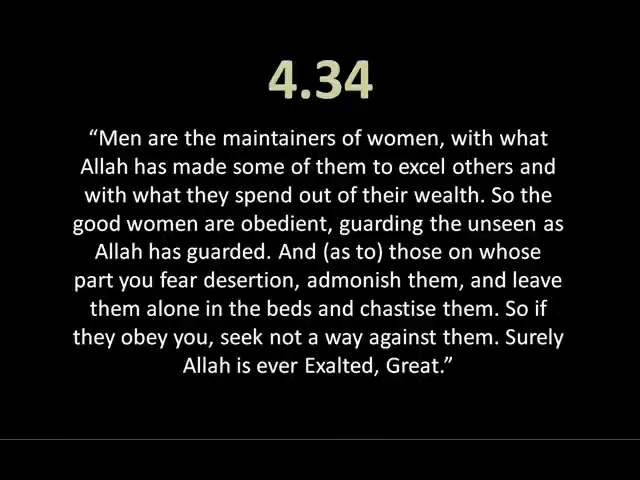 4.34
“Men are the maintainers of women, with what
Allah has made some of them to excel others and
with what they spend out of their wealth. So the
good women are obedient, guarding the unseen as
Allah has guarded. And (as to) those on whose
part you fear desertion, admonish them, and leave
them alone in the beds and chastise them. So if
they obey you, seek not a way against them. Surely
Allah is ever Exalted, Great.”